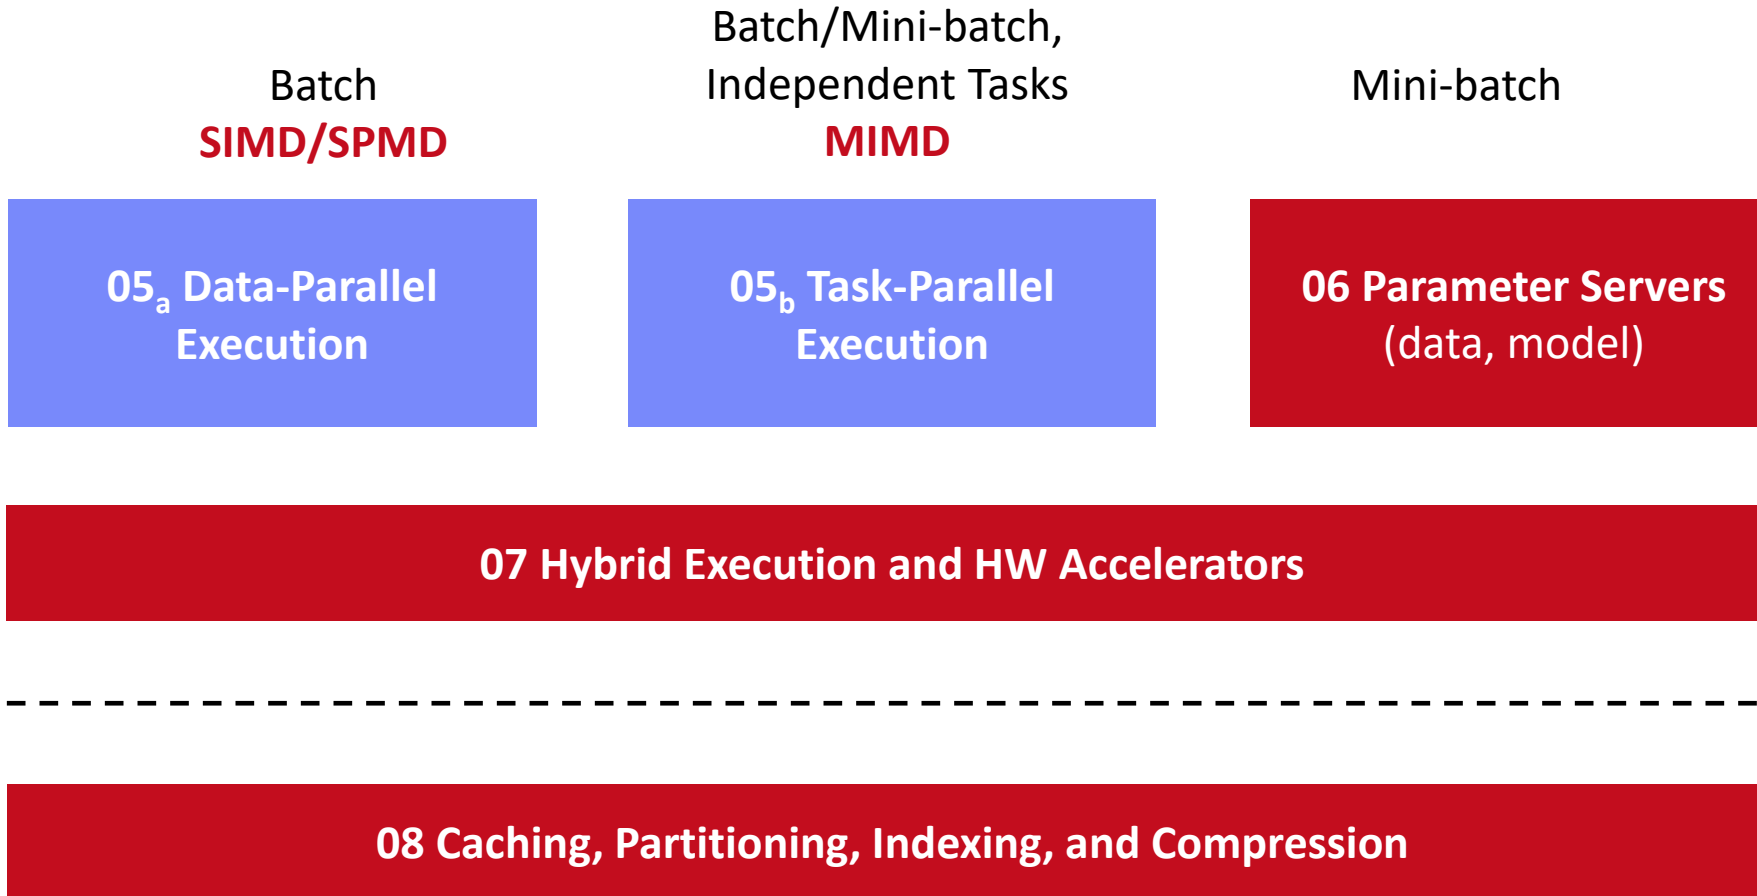 Batch
SIMD/SPMD
Batch/Mini-batch,
Independent Tasks
MIMD
Mini-batch
05a Data-Parallel
Execution
05b Task-Parallel
Execution
06 Parameter Servers
(data, model)
07 Hybrid Execution and HW Accelerators
08 Caching, Partitioning, Indexing, and Compression